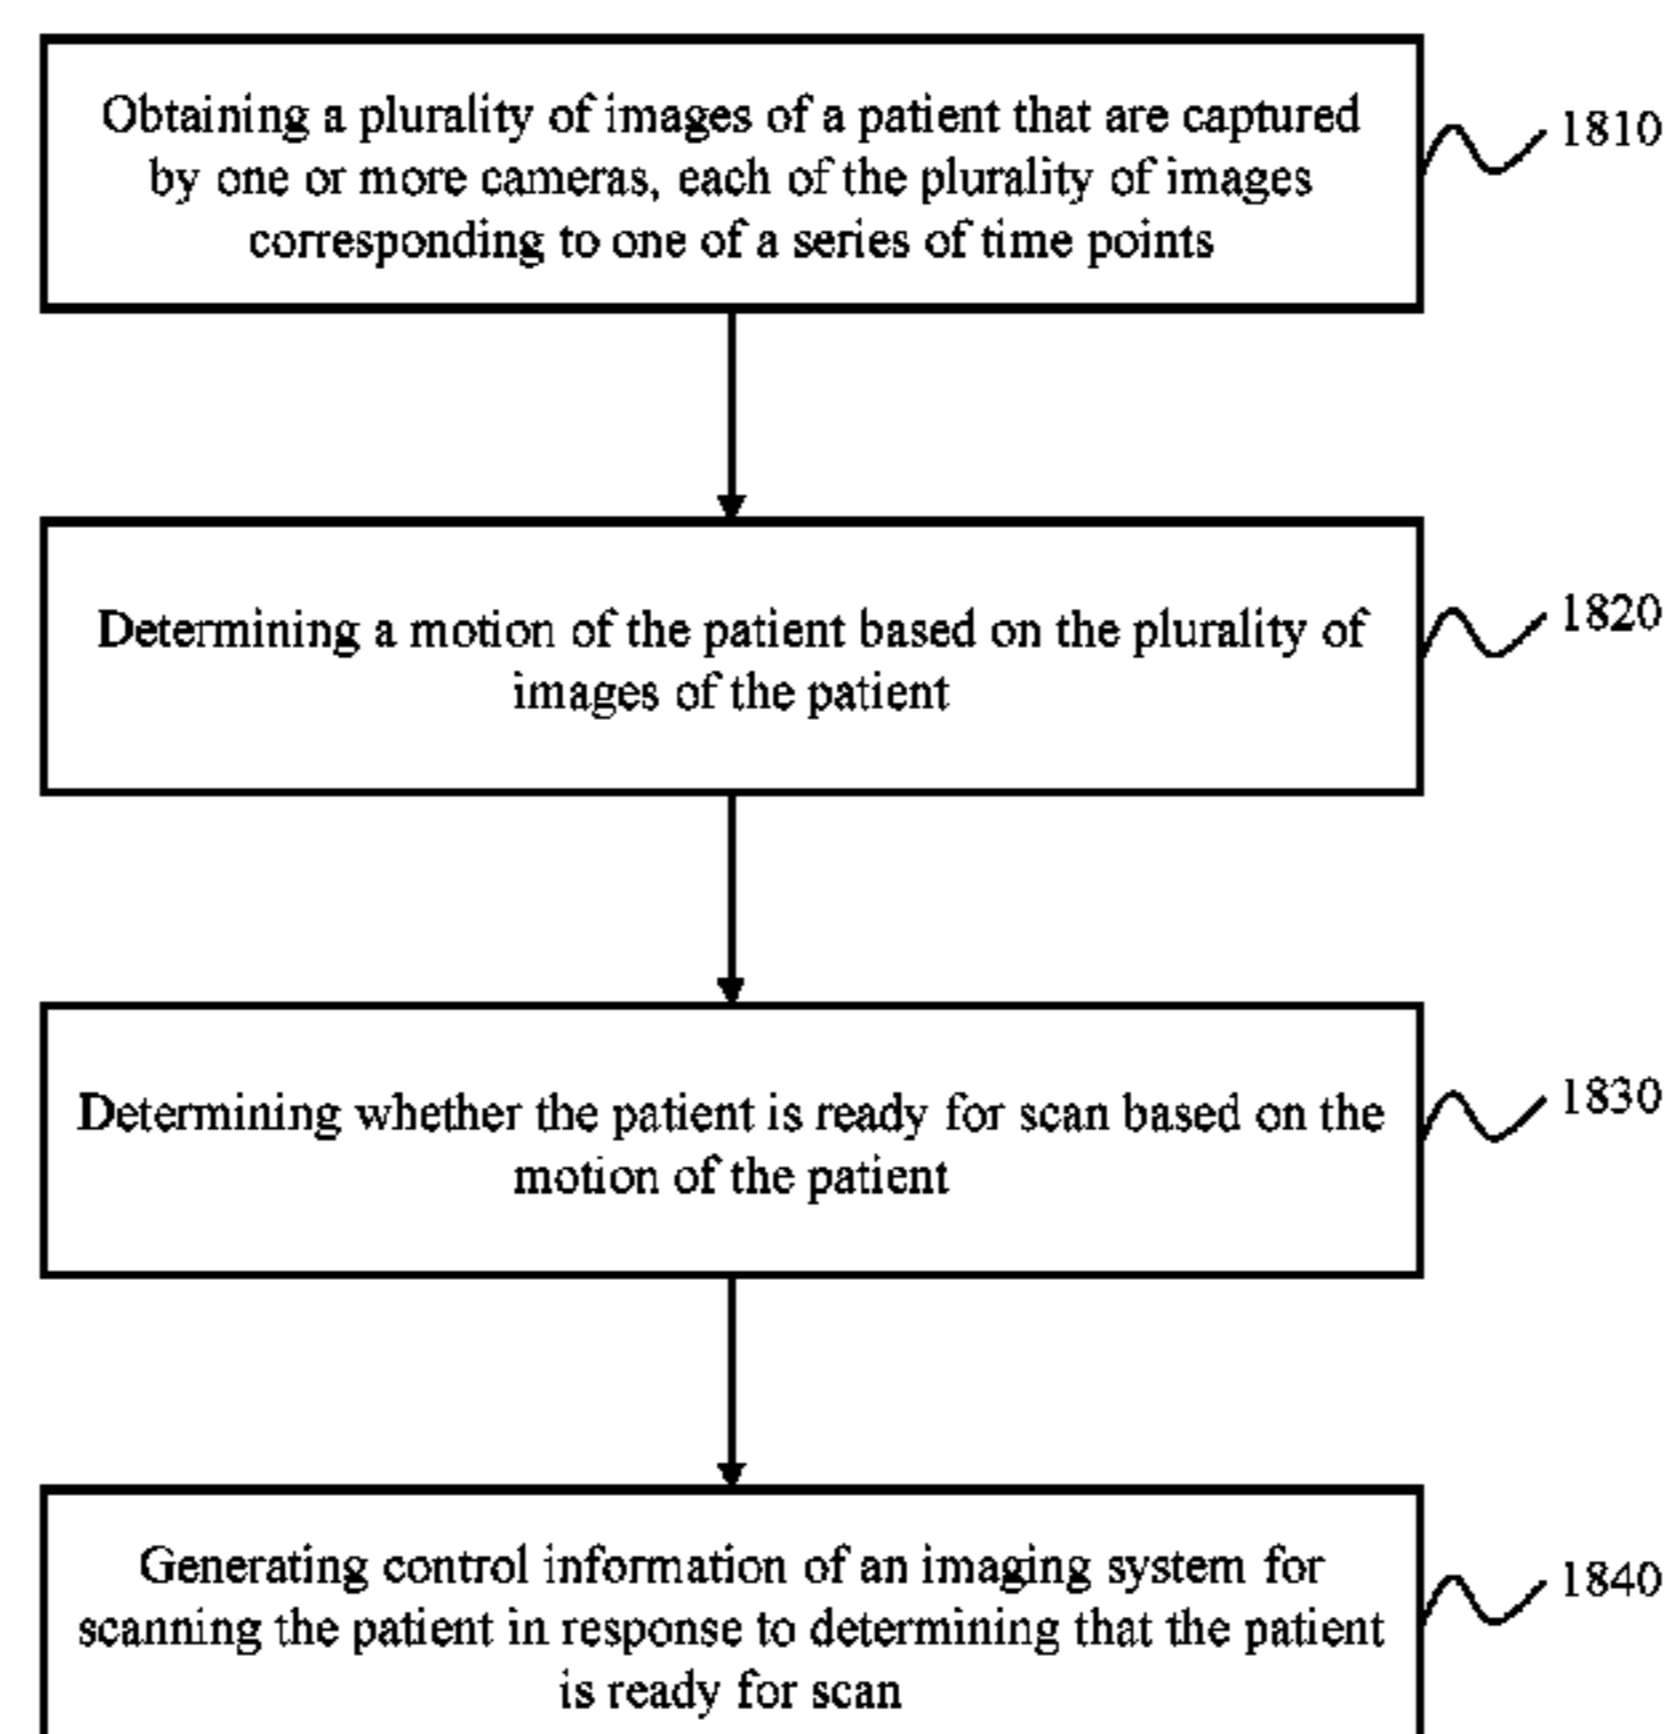 Obtaining a plurality of images of a patient that are captured
by one or more cameras, each of the plurality of images
corresponding to one of a series of time points
1810
Determining a motion of the patient based on the plurality of
images of the patient
1820
Determining whether the patient is ready for scan based on the
motion of the patient
1830
Generating control information of an imaging system for
scanning the patient in response to determining that the patient
is ready for scan
1840